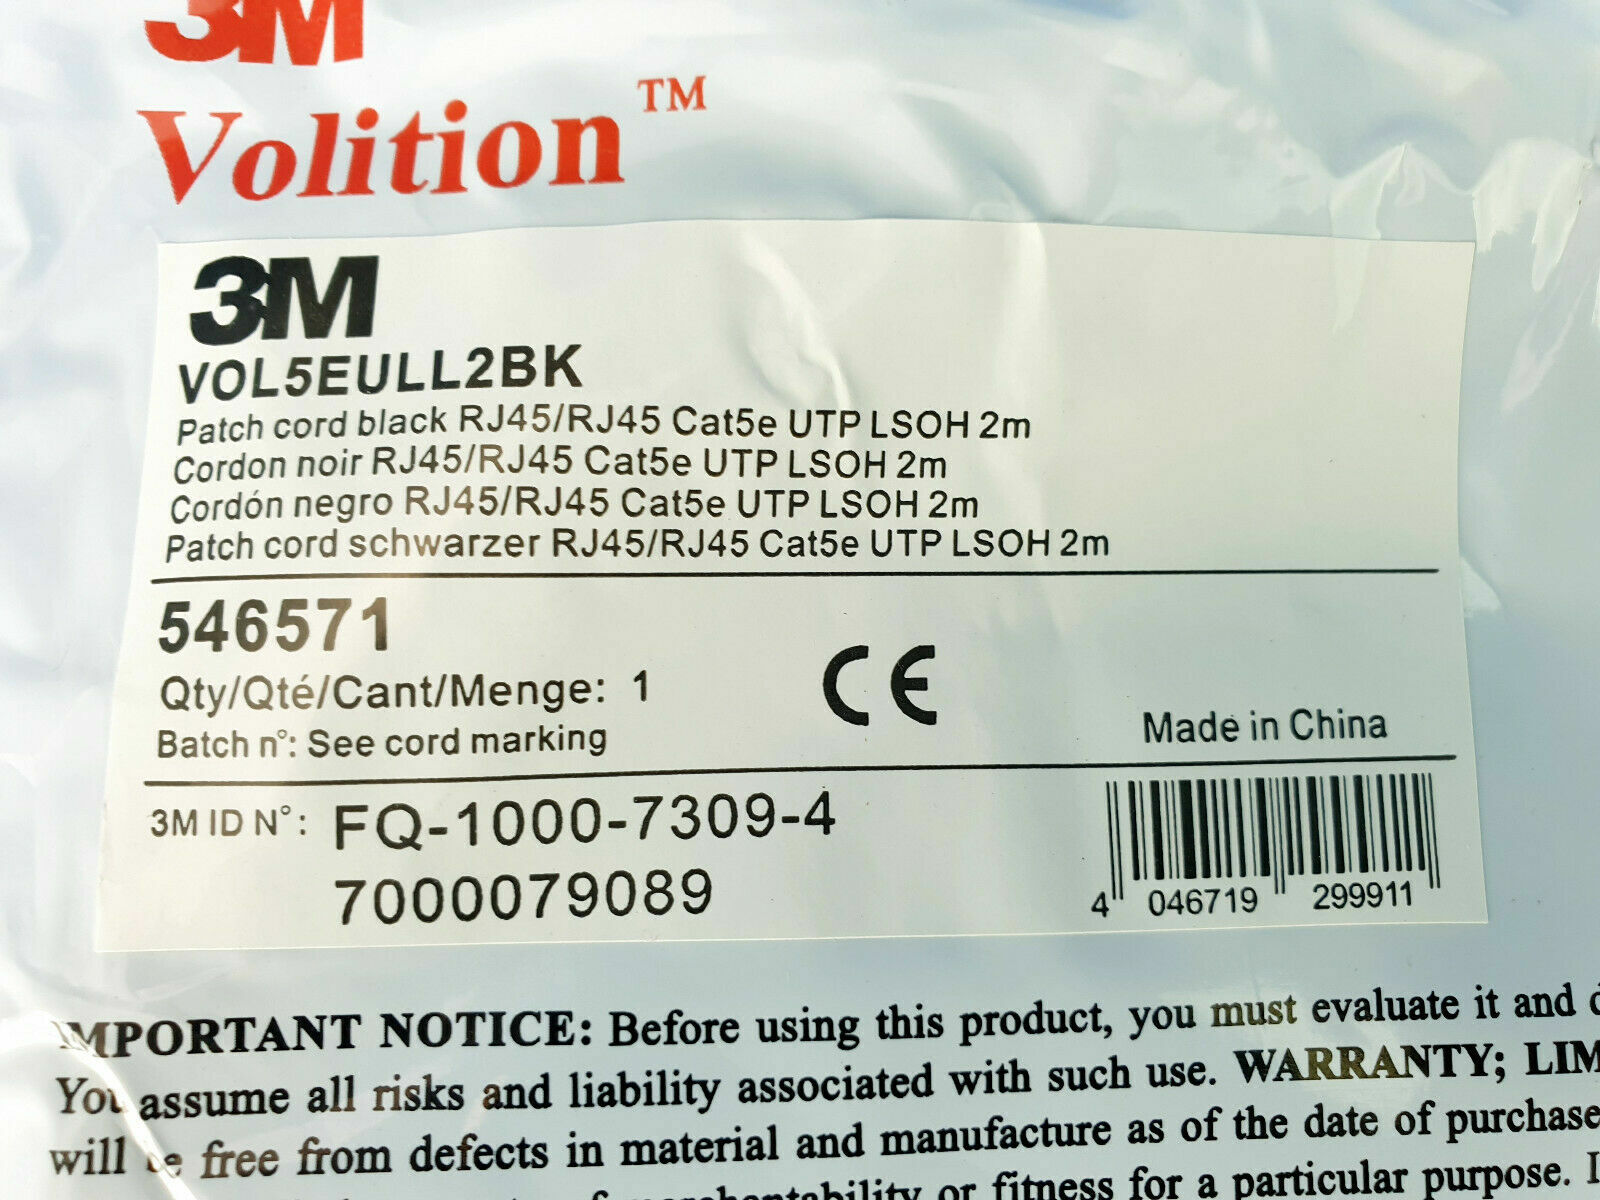 3M
Volition™
3M
VOL5EULL2BK
Patch cord black RJ45/RJ45 Cat5e UTP LSOH 2m
Cordon noir RJ45/RJ45 Cat5e UTP LSOH 2m
Cordón negro RJ45/RJ45 Cat5e UTP LSOH 2m
Patch cord schwarzer RJ45/RJ45 Cat5e UTP LSOH 2m
546571
Qty/Qté/Cant/Menge: 1
Batch n°: See cord marking
CE
Made in China
3M ID N°: FQ-1000-7309-4
7000079089
4 046719 299911
IMPORTANT NOTICE: Before using this product, you must evaluate it and
You assume all risks and liability associated with such use. WARRANTY; LIM
will be free from defects in material and manufacture as of the date of purchase
merchantability or fitness for a particular purpose.